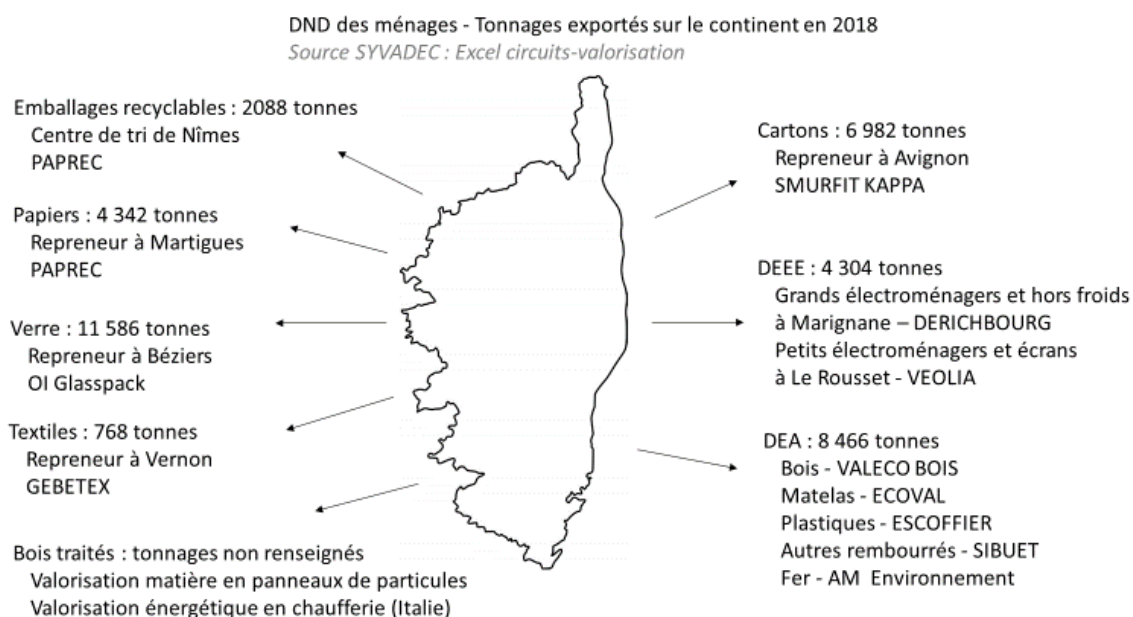 DND des ménages - Tonnages exportés sur le continent en 2018
Source SYVADEC : Excel circuits-valorisation
Emballages recyclables : 2088 tonnes
Centre de tri de Nîmes
PAPREC
Papiers : 4 342 tonnes
Repreneur à Martigues
PAPREC
Verre : 11 586 tonnes
Repreneur à Béziers
OI Glasspack
Textiles : 768 tonnes
Repreneur à Vernon
GEBETEX
Bois traités : tonnages non renseignés
Valorisation matière en panneaux de particules
Valorisation énergétique en chaufferie (Italie)
Cartons : 6 982 tonnes
Repreneur à Avignon
SMURFIT KAPPA
DEEE : 4 304 tonnes
Grands électroménagers et hors froids
à Marignane – DERICHBOURG
Petits électroménagers et écrans
à Le Rousset - VEOLIA
DEA : 8 466 tonnes
Bois - VALECO BOIS
Matelas - ECOVAL
Plastiques - ESCOFFIER
Autres rembourrés - SIBUET
Fer - AM Environnement